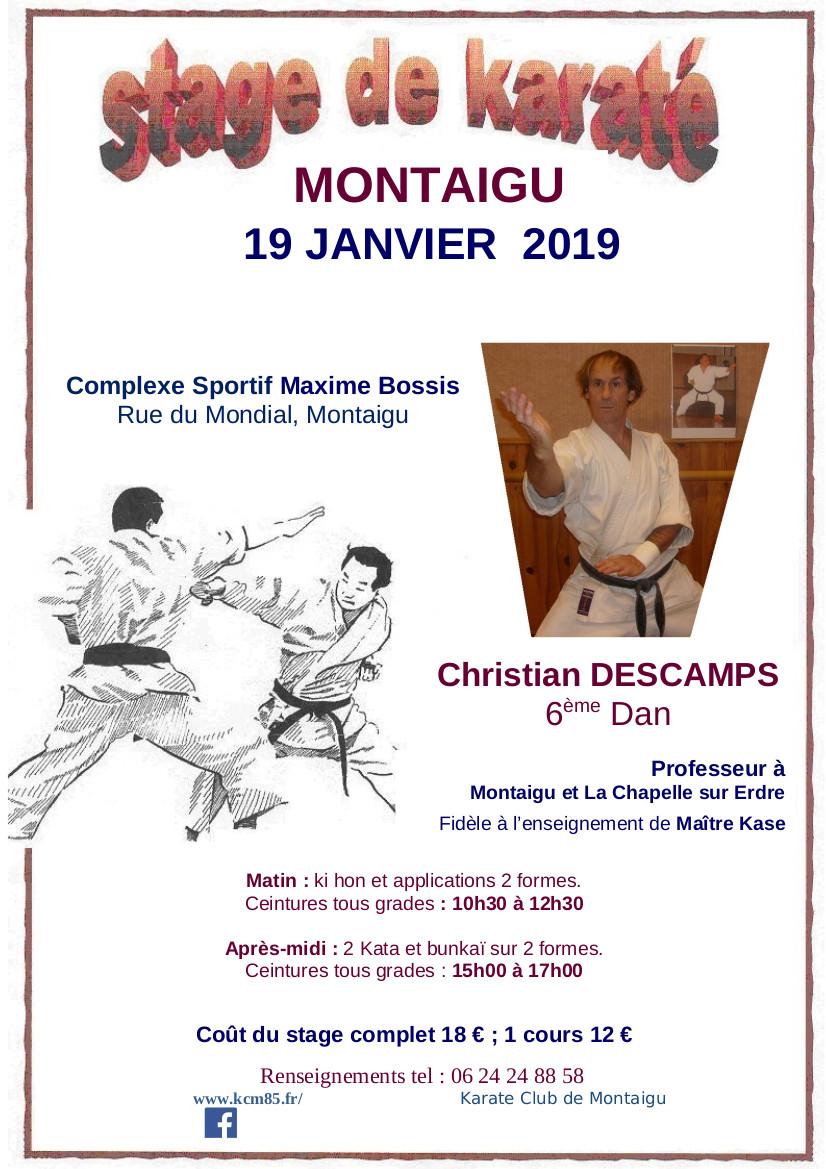 stage de karaté
MONTAIGU
19 JANVIER 2019
Complexe Sportif Maxime Bossis
Rue du Mondial, Montaigu
Christian DESCAMPS
6ème Dan
Professeur à
Montaigu et La Chapelle sur Erdre
Fidèle à l’enseignement de Maître Kase
Matin : ki hon et applications 2 formes.
Ceintures tous grades : 10h30 à 12h30
Après-midi : 2 Kata et bunkaï sur 2 formes.
Ceintures tous grades : 15h00 à 17h00
Coût du stage complet 18 € ; 1 cours 12 €
Renseignements tel : 06 24 24 88 58
www.kcm85.fr/ Karate Club de Montaigu